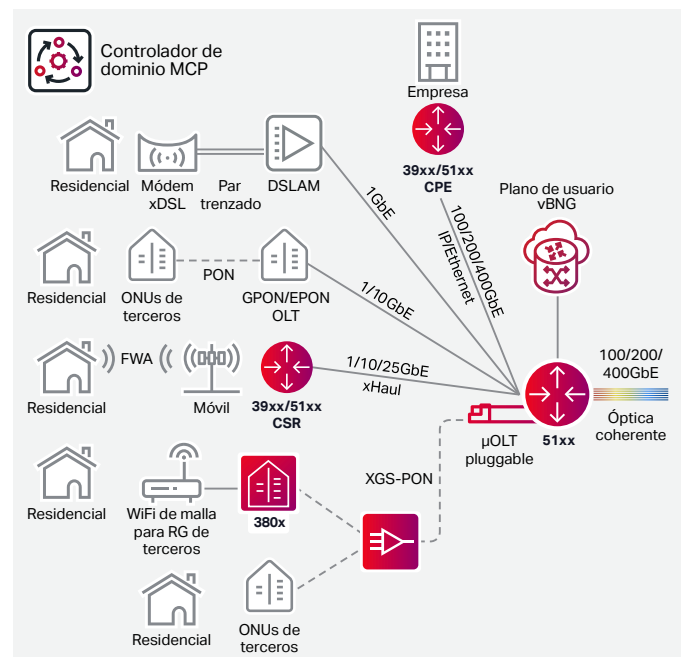 Controlador de
dominio MCP
Empresa
39xx/51xx
CPE
Residencial
Módem
xDSL
Par
trenzado
DSLAM
1GbE
100/200/400GbE
IP/Ethernet
Plano de usuario
vBNG
Residencial
ONUs de
terceros
PON
GPON/EPON
OLT
1/10GbE
Residencial
FWA
Móvil
39xx/51xx
CSR
1/10/25GbE
xHaul
100/200/
400GbE
Óptica
coherente
51xx
µOLT
pluggable
XGS-PON
Residencial
WiFi de malla
para RG de
terceros
380x
Residencial
ONUs de
terceros